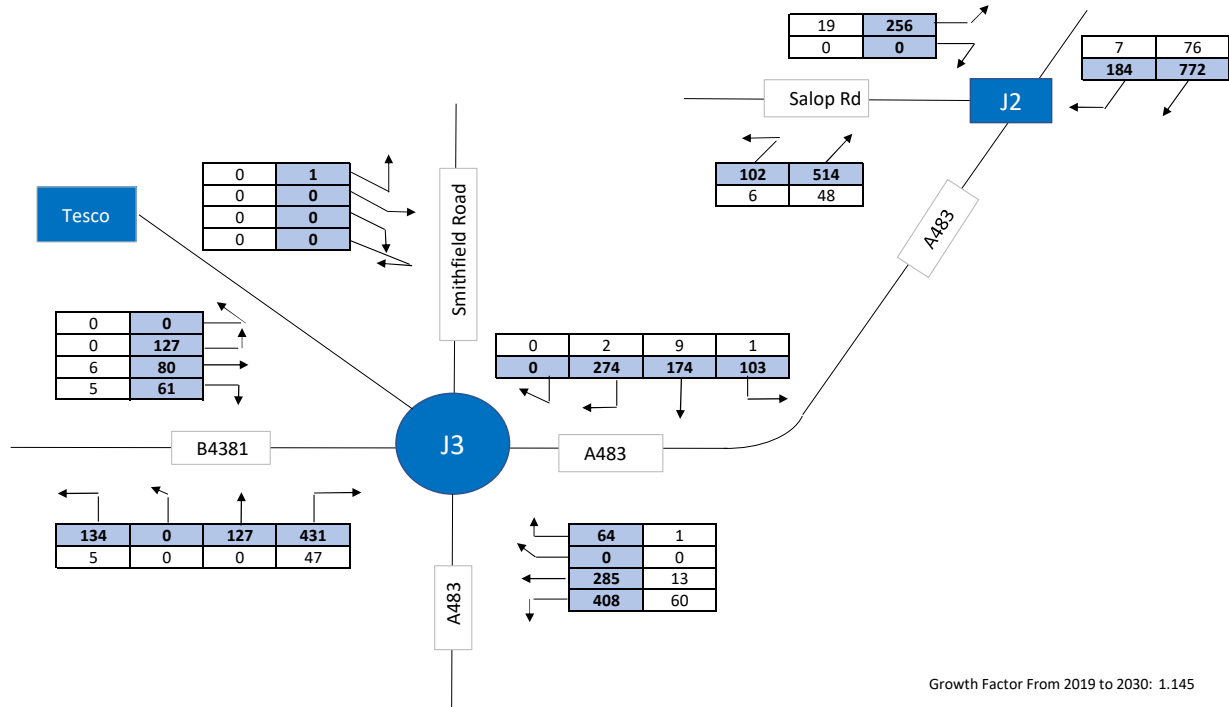 19 256
0 0
7 76
184 772
Salop Rd
J2
102 514
6 48
A483
0 1
0 0
0 0
0 0
Tesco
Smithfield Road
0 0
0 127
6 80
5 61
0 2 9 1
0 274 174 103
B4381
J3
A483
134 0 127 431
5 0 0 47
64 1
0 0
285 13
408 60
A483
Growth Factor From 2019 to 2030: 1.145